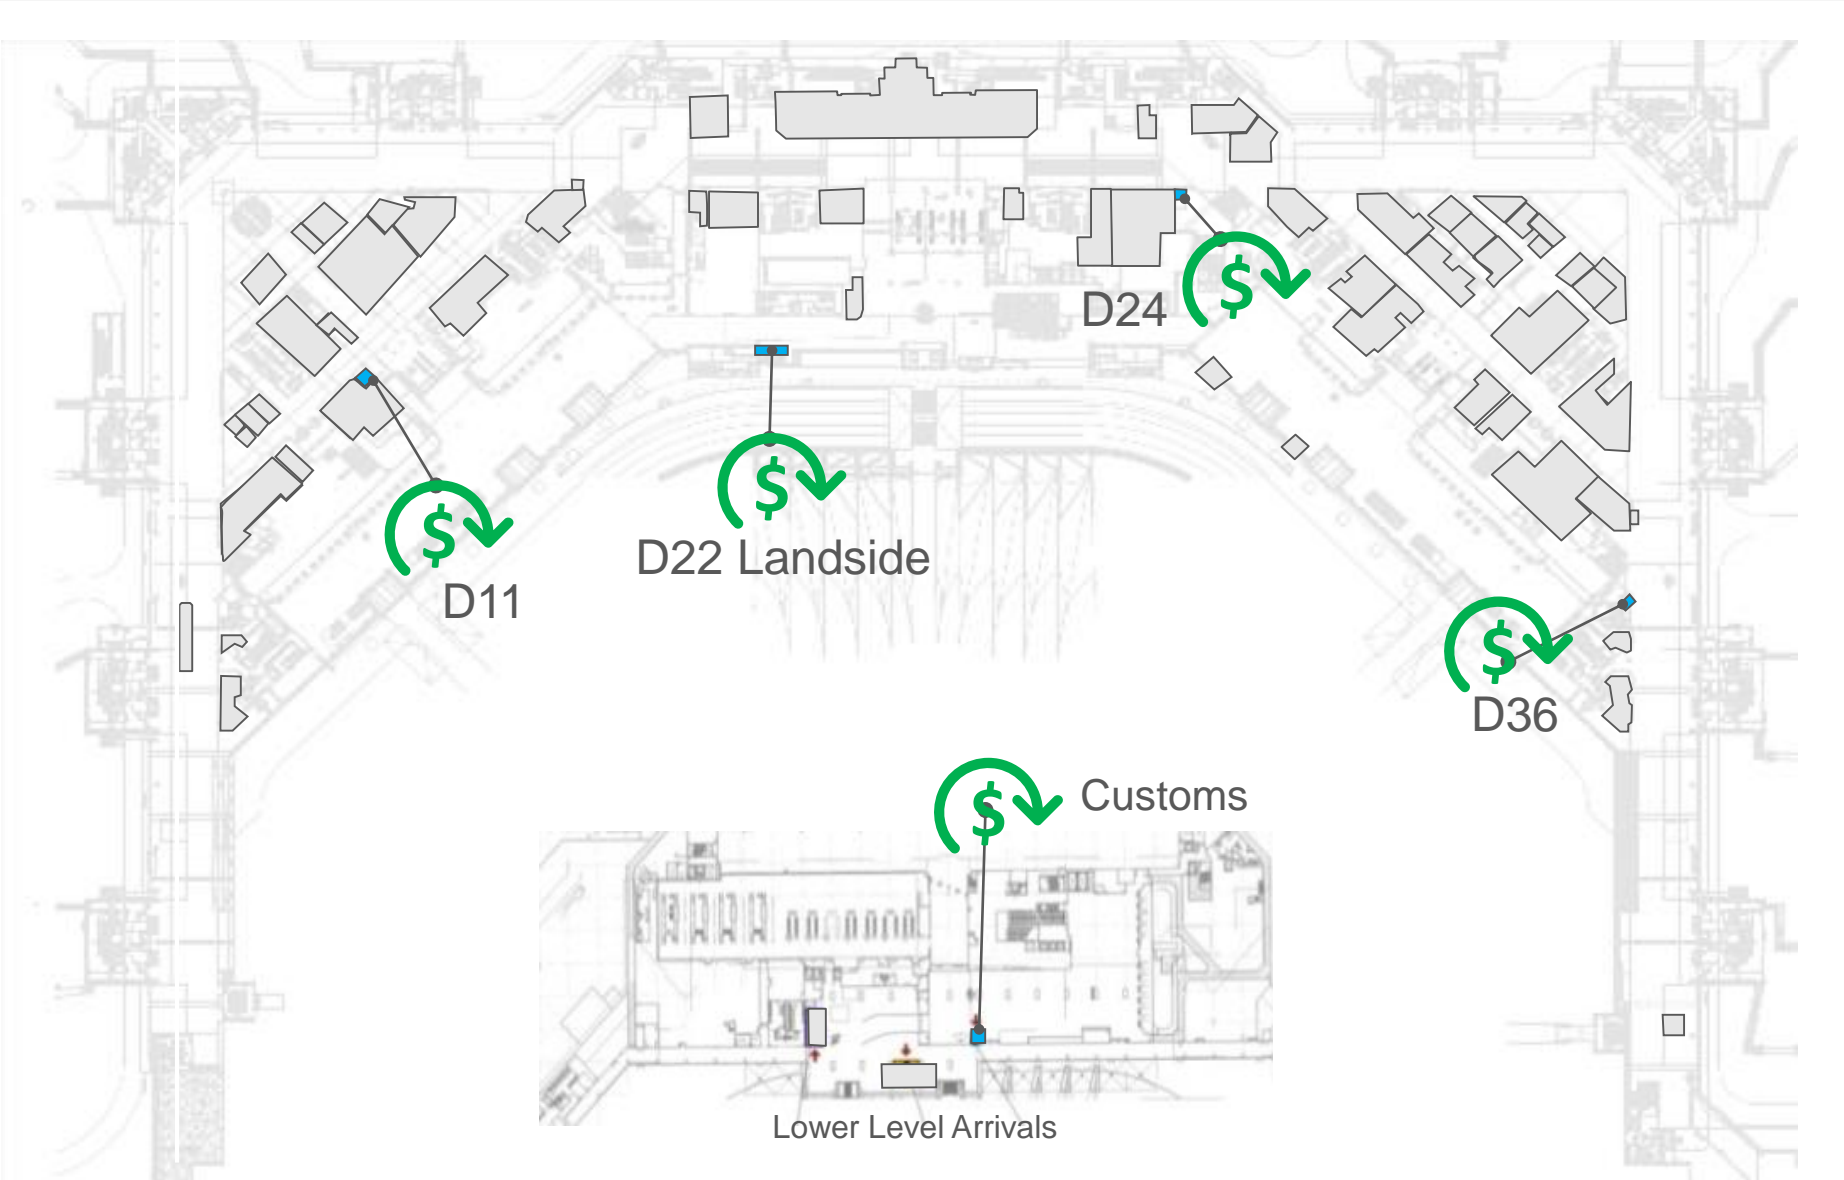 D24
$
$
D22 Landside
$
D11
$
D36
$
Customs
Lower Level Arrivals